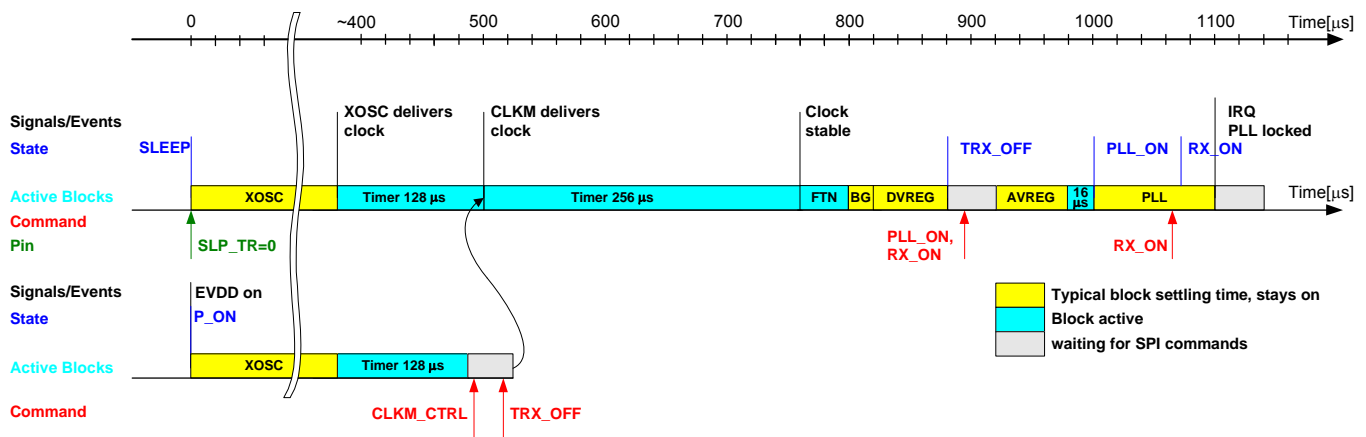 0 ~400 500 600 700 800 900 1000 1100 Time[µs]
XOSC delivers
clock
CLKM delivers
clock
Clock
stable
IRQ
PLL locked
Signals/Events
State
SLEEP
TRX_OFF
PLL_ON
RX_ON
Active Blocks
XOSC
Timer 128 µs
Timer 256 µs
FTN
BG
DVREG
AVREG
16
µs
PLL
Time[µs]
Command
Pin
SLP_TR=0
PLL_ON,
RX_ON
RX_ON
Signals/Events
EVDD on
State
P_ON
Active Blocks
XOSC
Timer 128 µs
Command
CLKM_CTRL
TRX_OFF
Typical block settling time, stays on
Block active
waiting for SPI commands